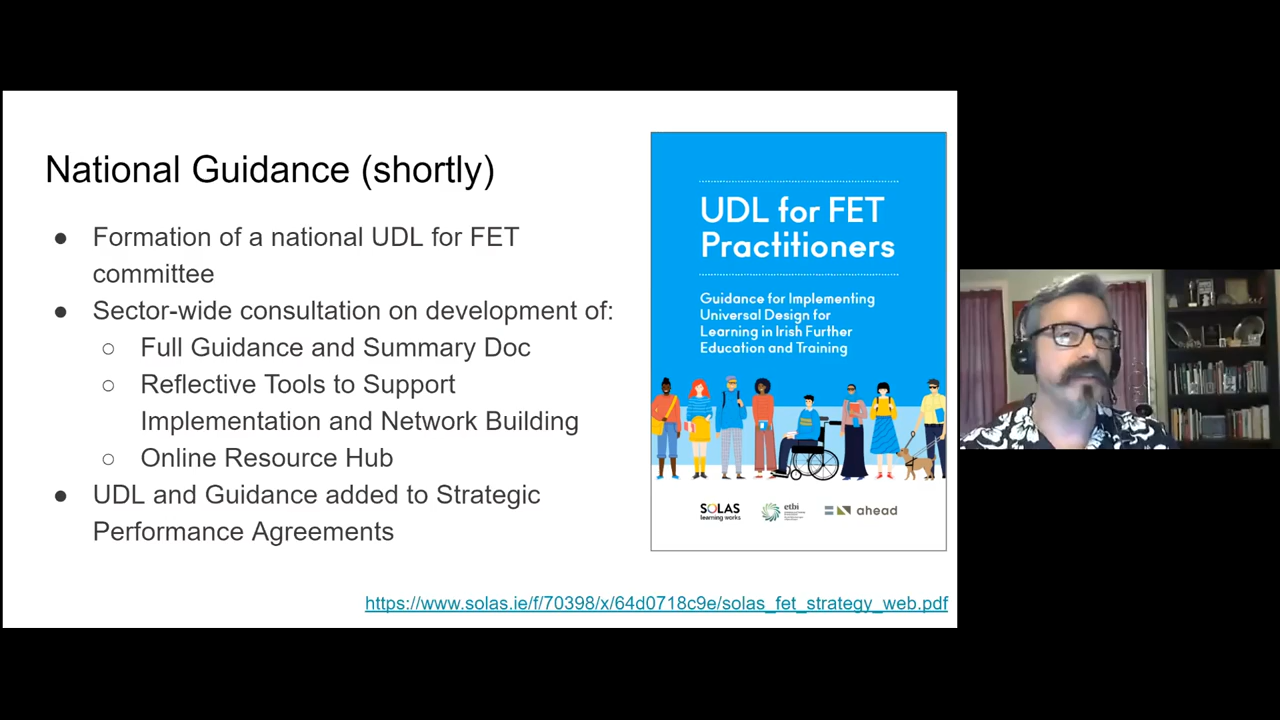 National Guidance (shortly)
● Formation of a national UDL for FET
committee
● Sector-wide consultation on development of:
○ Full Guidance and Summary Doc
○ Reflective Tools to Support
Implementation and Network Building
○ Online Resource Hub
● UDL and Guidance added to Strategic
Performance Agreements
UDL for FET
Practitioners
Guidance for Implementing
Universal Design for
Learning in Irish Further
Education and Training
SOLAS
learning works
etbi
ahead
https://www.solas.ie/f/70398/x/64d0718c9e/solas_fet_strategy_web.pdf